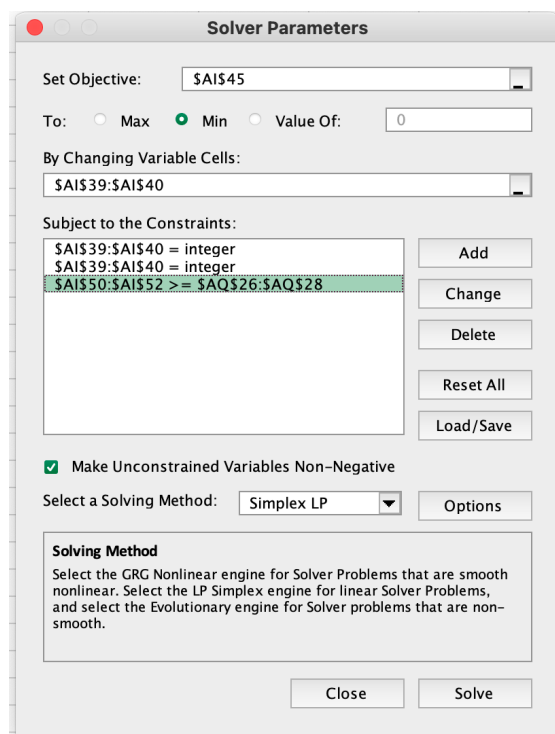 Solver Parameters
Set Objective: $AI$45
To: Max Min Value Of: 0
By Changing Variable Cells:
$AI$39:$AI$40
Subject to the Constraints:
$AI$39:$AI$40 = integer
$AI$39:$AI$40 = integer
$AI$50:$AI$52 >= $AQ$26:$AQ$28
Add
Change
Delete
Reset All
Load/Save
Make Unconstrained Variables Non-Negative
Select a Solving Method: Simplex LP Options
Solving Method
Select the GRG Nonlinear engine for Solver Problems that are smooth
nonlinear. Select the LP Simplex engine for linear Solver Problems,
and select the Evolutionary engine for Solver problems that are non-
smooth.
Close Solve